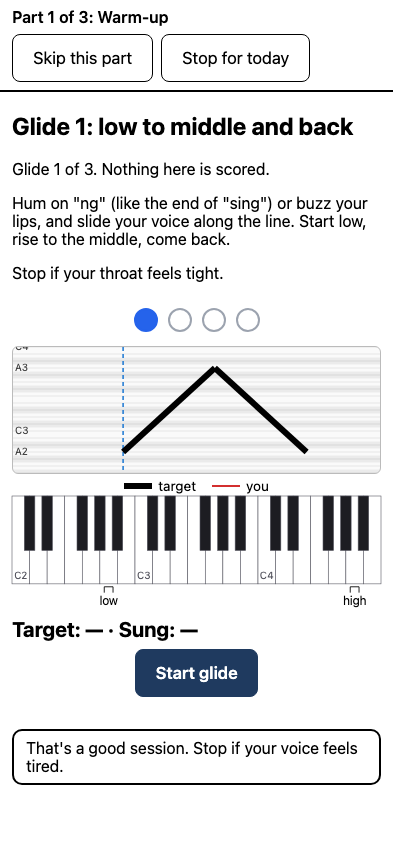 Part 1 of 3: Warm-up
Skip this part
Stop for today
Glide 1: low to middle and back
Glide 1 of 3. Nothing here is scored.
Hum on "ng" (like the end of "sing") or buzz your
lips, and slide your voice along the line. Start low,
rise to the middle, come back.
Stop if your throat feels tight.
A3
C3
A2
target
you
C2
C3
C4
low
high
Target: — · Sung: —
Start glide
That's a good session. Stop if your voice feels
tired.